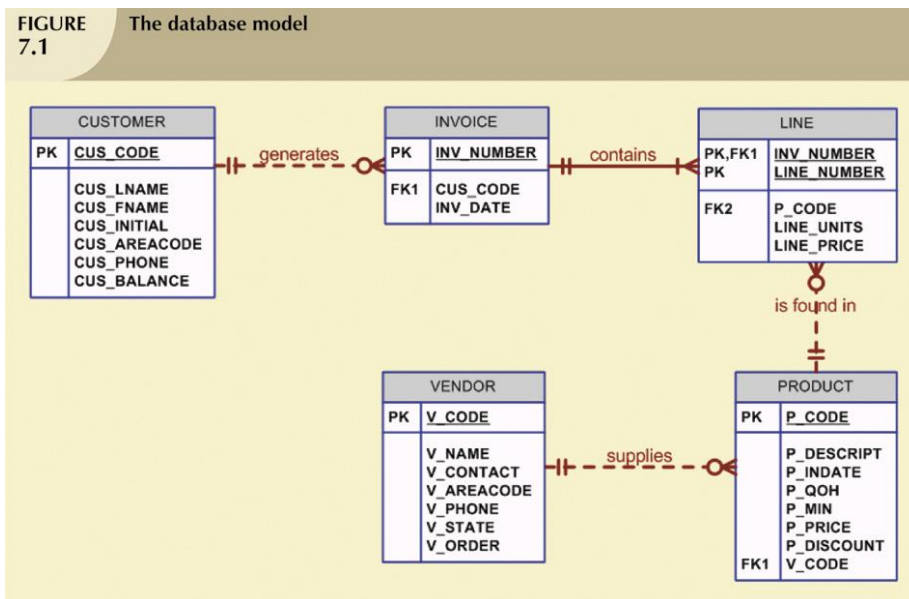 FIGURE
7.1
The database model
CUSTOMER
PK CUS_CODE
CUS_LNAME
CUS_FNAME
CUS_INITIAL
CUS_AREACODE
CUS_PHONE
CUS_BALANCE
generates
INVOICE
PK INV_NUMBER
FK1 CUS_CODE
INV_DATE
contains
LINE
PK,FK1 INV_NUMBER
PK LINE_NUMBER
FK2 P_CODE
LINE_UNITS
LINE_PRICE
is found in
VENDOR
PK V_CODE
V_NAME
V_CONTACT
V_AREACODE
V_PHONE
V_STATE
V_ORDER
supplies
PRODUCT
PK P_CODE
P_DESCRIPT
P_INDATE
P_QOH
P_MIN
P_PRICE
P_DISCOUNT
FK1 V_CODE